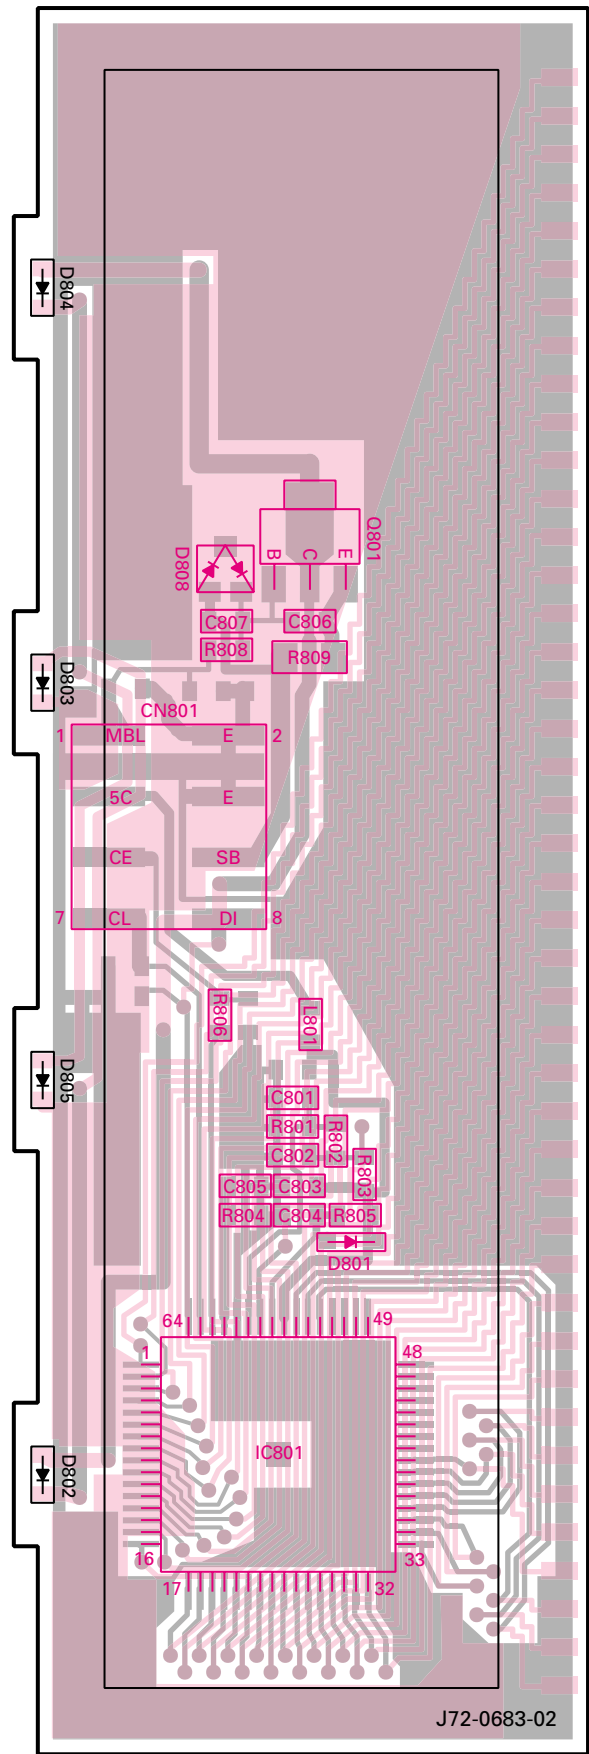 D804
Q801
B C E
D808
C807 C806
R808
R809
D803
CN801
1 MBL E 2
5C E
CE SB
7 CL DI 8
R806
L801
D805
C801
R801
R802
C802
R803
C805 C803
R804 C804 R805
D801
64 49
1 48
IC801
D802
16 33
17 32
J72-0683-02